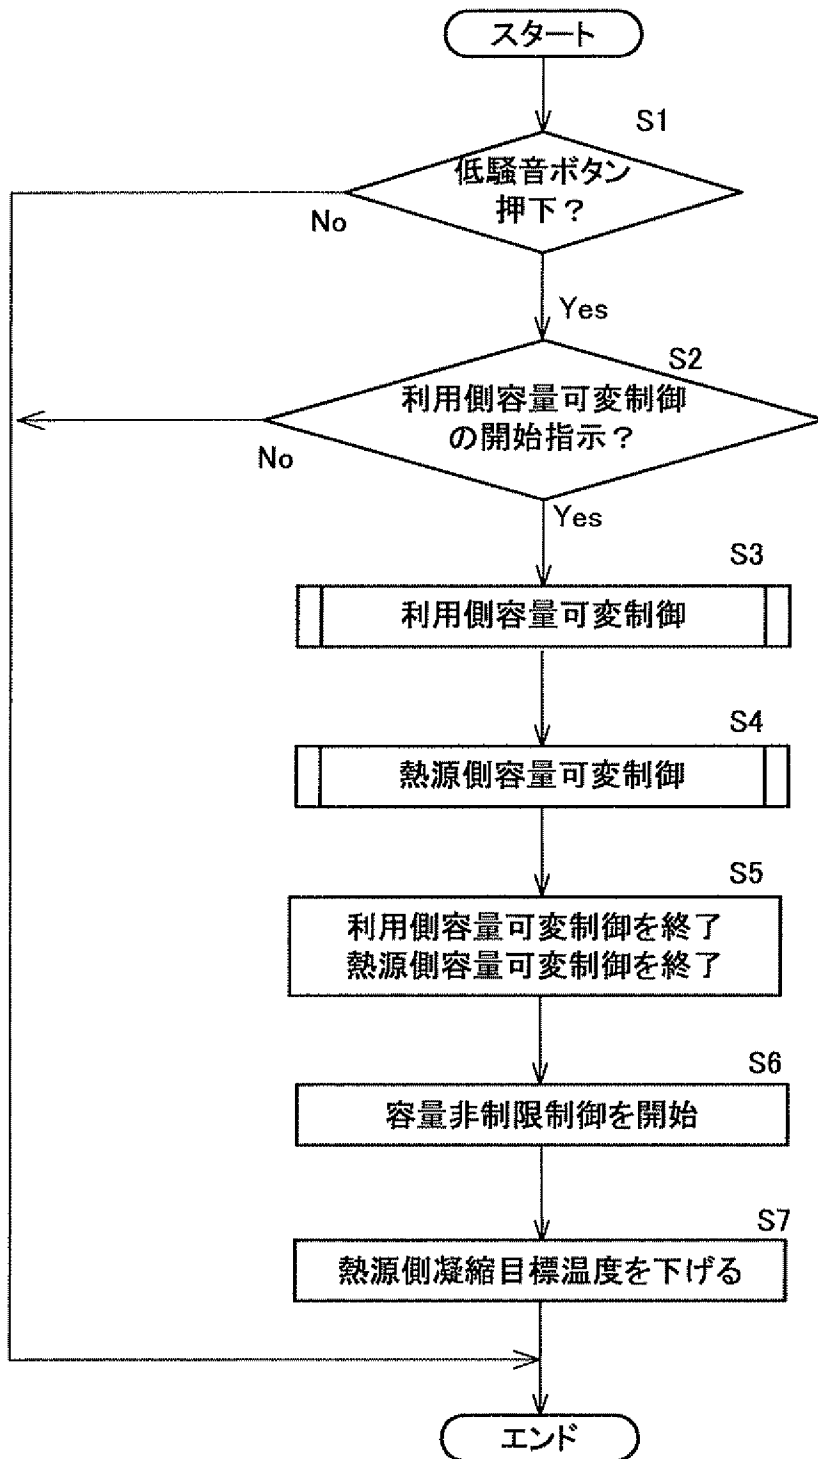 スタート
S1
低騒音ボタン
押下？
No
Yes
S2
利用側容量可変制御
の開始指示？
No
Yes
S3
利用側容量可変制御
S4
熱源側容量可変制御
S5
利用側容量可変制御を終了
熱源側容量可変制御を終了
S6
容量非制限制御を開始
S7
熱源側凝縮目標温度を下げる
エンド